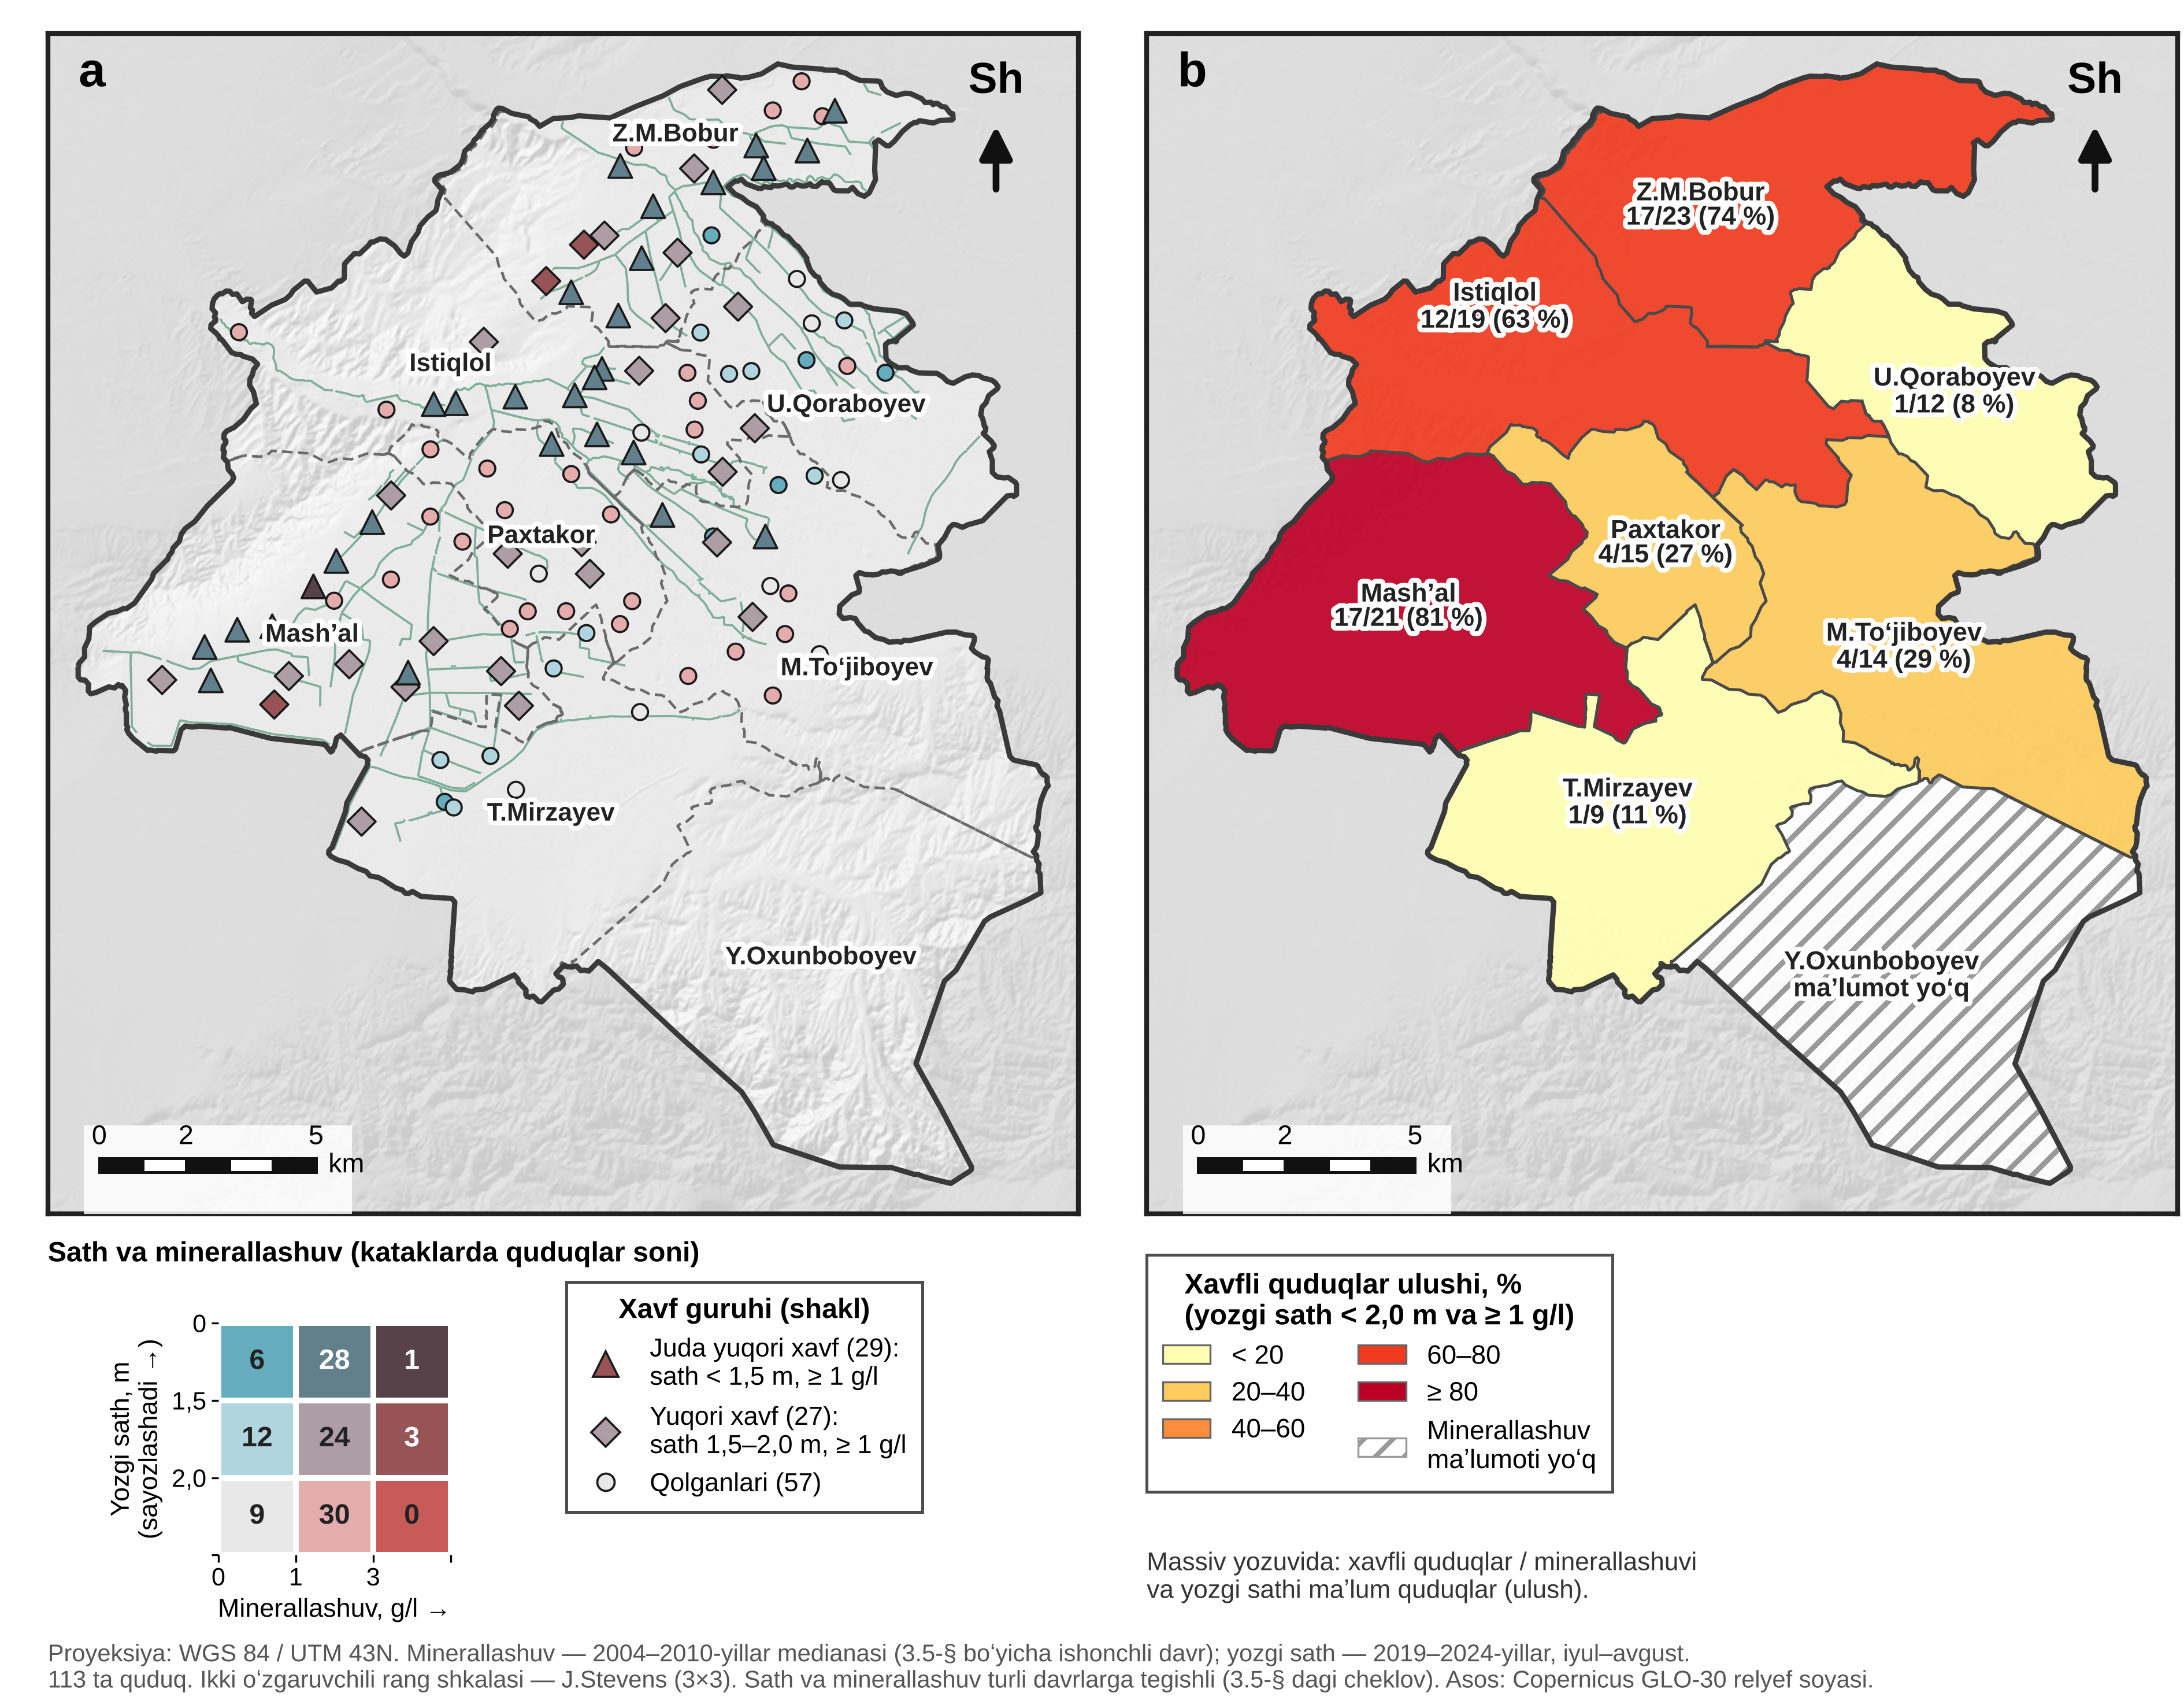 a
Sh
Z.M.Bobur
Istiqlol
U.Qoraboyev
Paxtakor
Mash’al
M.Toʻjiboyev
T.Mirzayev
Y.Oxunboboyev
0 2 5
km
b
Sh
Z.M.Bobur
17/23 (74 %)
Istiqlol
12/19 (63 %)
U.Qoraboyev
1/12 (8 %)
Paxtakor
4/15 (27 %)
Mash’al
17/21 (81 %)
M.Toʻjiboyev
4/14 (29 %)
T.Mirzayev
1/9 (11 %)
Y.Oxunboboyev
ma’lumot yoʻq
0 2 5
km
Sath va minerallashuv (kataklarda quduqlar soni)
Yozgi sath, m
(sayozlashadi →)
0
1,5
2,0
6 28 1
12 24 3
9 30 0
0 1 3
Minerallashuv, g/l →
Xavf guruhi (shakl)
Juda yuqori xavf (29):
sath < 1,5 m, ≥ 1 g/l
Yuqori xavf (27):
sath 1,5–2,0 m, ≥ 1 g/l
Qolganlari (57)
Xavfli quduqlar ulushi, %
(yozgi sath < 2,0 m va ≥ 1 g/l)
< 20
20–40
40–60
60–80
≥ 80
Minerallashuv
ma’lumoti yoʻq
Massiv yozuvida: xavfli quduqlar / minerallashuvi
va yozgi sathi ma’lum quduqlar (ulush).
Proyeksiya: WGS 84 / UTM 43N. Minerallashuv — 2004–2010-yillar medianasi (3.5-§ boʻyicha ishonchli davr); yozgi sath — 2019–2024-yillar, iyul–avgust.
113 ta quduq. Ikki oʻzgaruvchili rang shkalasi — J.Stevens (3×3). Sath va minerallashuv turli davrlarga tegishli (3.5-§ dagi cheklov). Asos: Copernicus GLO-30 relyef soyasi.